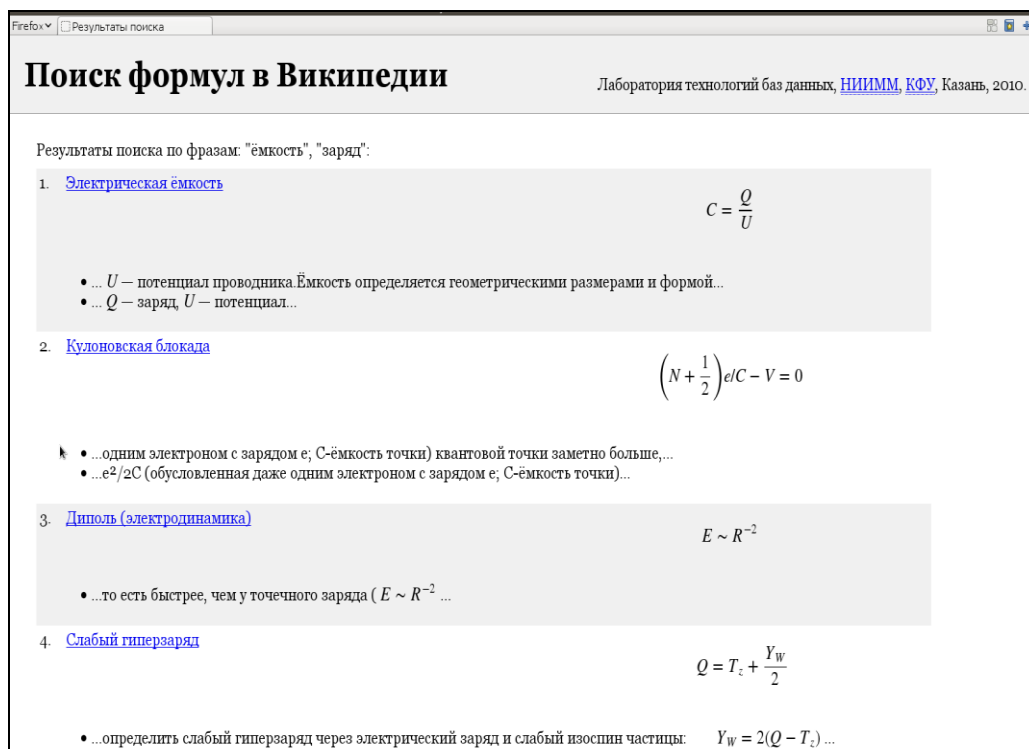 Firefox
Результаты поиска
Поиск формул в Википедии
Лаборатория технологий баз данных, НИИММ, КФУ, Казань, 2010.
Результаты поиска по фразам: "ёмкость", "заряд":
1. Электрическая ёмкость
C = Q/U
• ... U — потенциал проводника.Ёмкость определяется геометрическими размерами и формой...
• ... Q — заряд, U — потенциал...
2. Кулоновская блокада
(N + 1/2)e/C − V = 0
• ...одним электроном с зарядом e; C-ёмкость точки) квантовой точки заметно больше,...
• ...e²/2C (обусловленная даже одним электроном с зарядом e; C-ёмкость точки)...
3. Диполь (электродинамика)
E ~ R⁻²
• ...то есть быстрее, чем у точечного заряда ( E ~ R⁻² ...
4. Слабый гиперзаряд
Q = T_z + Y_W/2
• ...определить слабый гиперзаряд через электрический заряд и слабый изоспин частицы: Y_W = 2(Q − T_z) ...